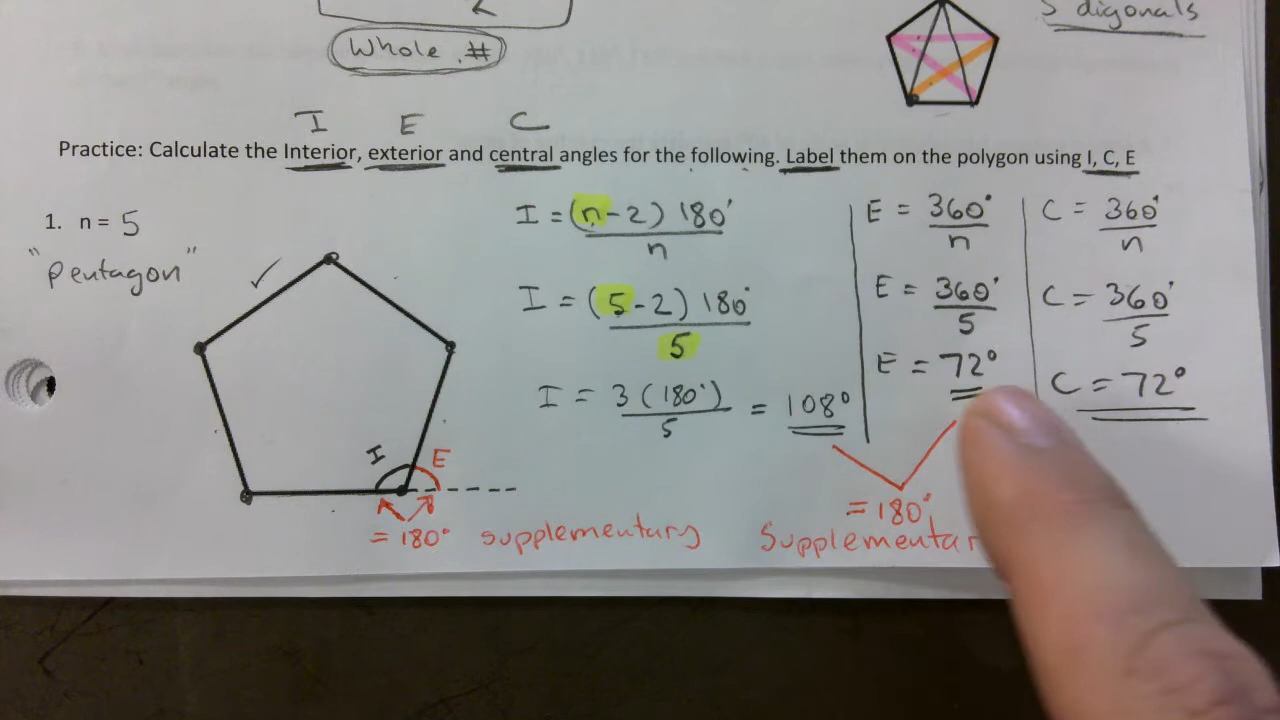 5 digonals
Whole #
I E C
Practice: Calculate the Interior, exterior and central angles for the following. Label them on the polygon using I, C, E
1. n = 5
"Pentagon"
I = (n-2) 180°
n
I = (5-2) 180°
5
I = 3 (180°)
5
= 108°
E = 360°
n
E = 360°
5
E = 72°
C = 360°
n
C = 360°
5
C = 72°
I E
= 180° supplementary
= 180°
Supplementar